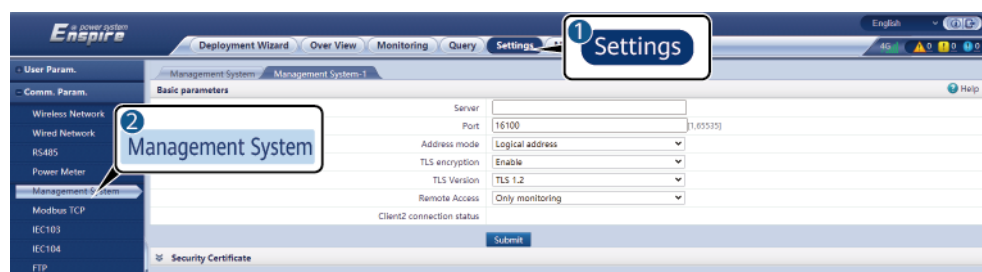 e power system
Enspire
English
Deployment Wizard Over View Monitoring Query Settings
1 Settings
4G 0 0 0
User Param.
Management System Management System-1
Comm. Param.
Basic parameters
Help
Wireless Network
Server
Wired Network
Port 16100 [1,65535]
2 Management System
RS485
Address mode Logical address
Power Meter
TLS encryption Enable
TLS Version TLS 1.2
Management System
Remote Access Only monitoring
Modbus TCP
Client2 connection status
IEC103
Submit
IEC104
Security Certificate
FTP